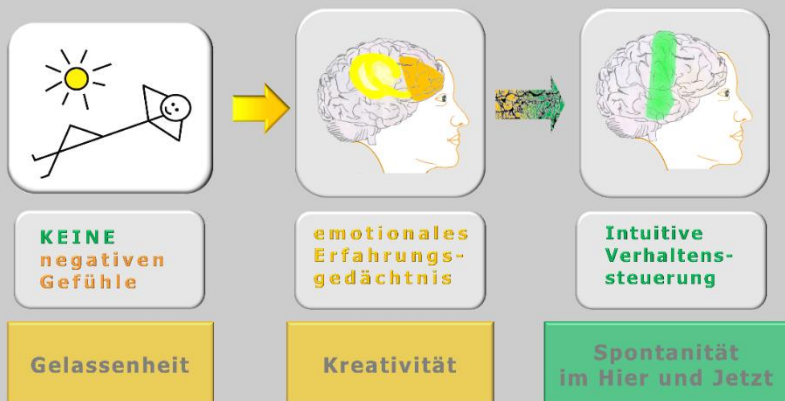 KEINE
negativen
Gefühle
emotionales
Erfahrungs-
gedächtnis
Intuitive
Verhaltens-
steuerung
Gelassenheit
Kreativität
Spontanität
im Hier und Jetzt